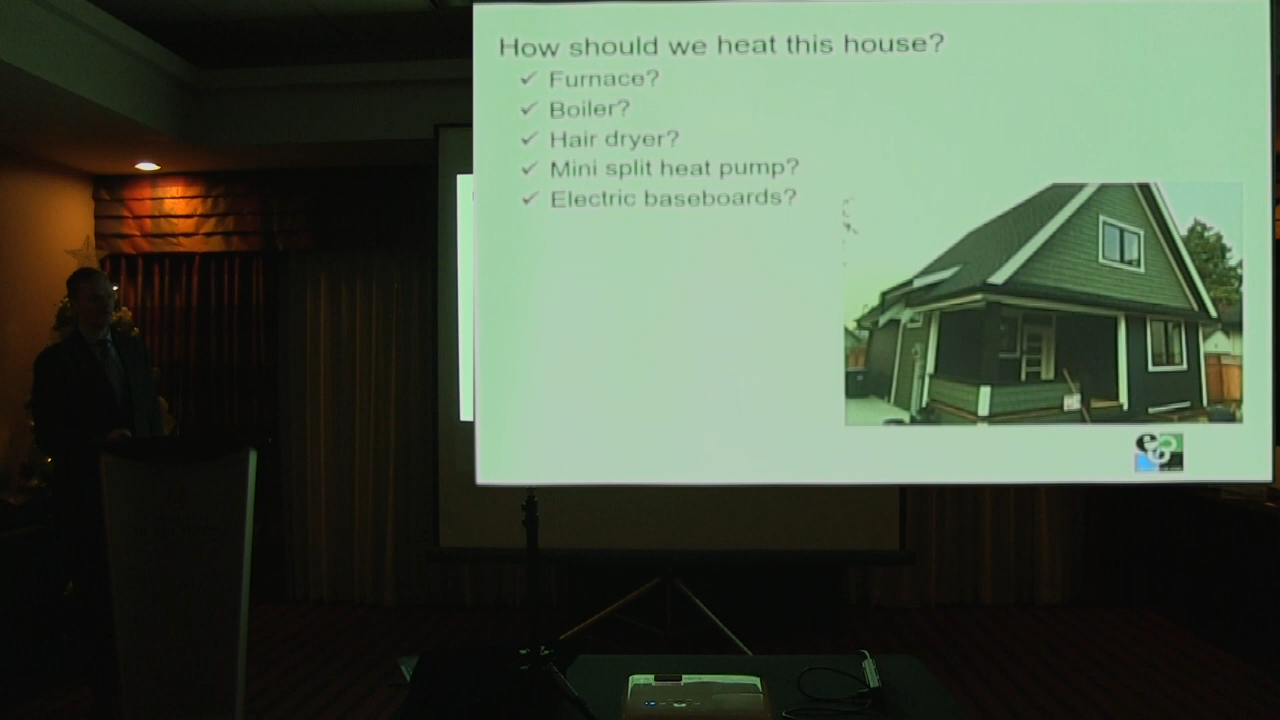 How should we heat this house?
✓ Furnace?
✓ Boiler?
✓ Hair dryer?
✓ Mini split heat pump?
✓ Electric baseboards?